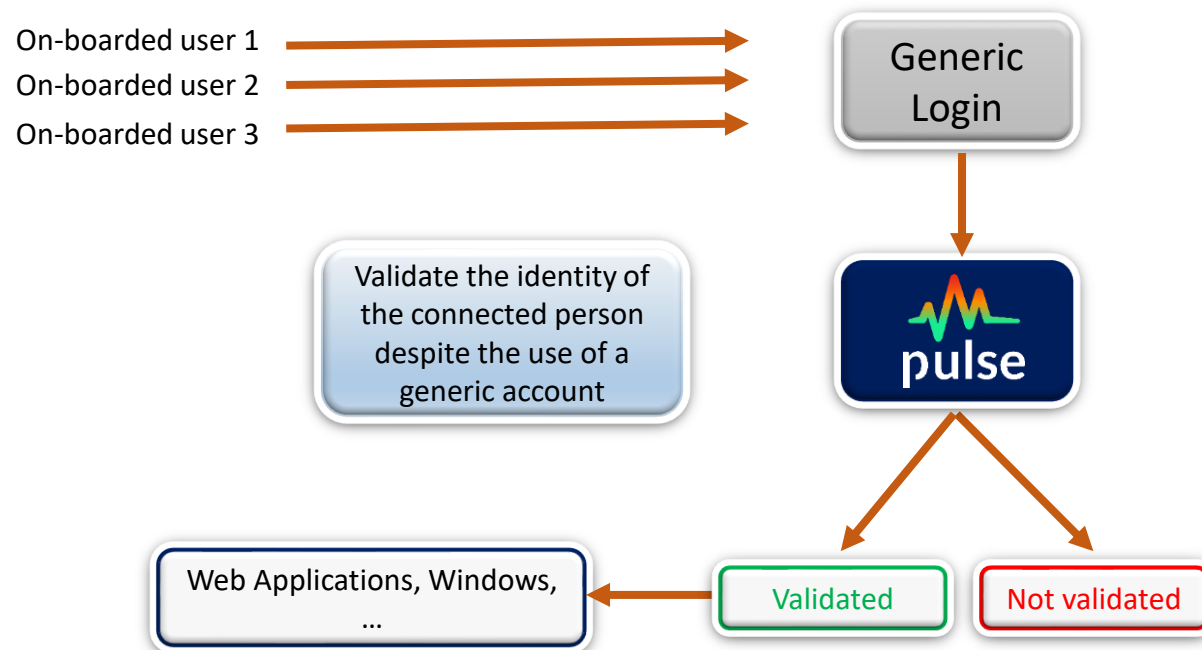 On-boarded user 1
On-boarded user 2
On-boarded user 3
Generic
Login
Validate the identity of
the connected person
despite the use of a
generic account
pulse
Web Applications, Windows,
...
Validated
Not validated